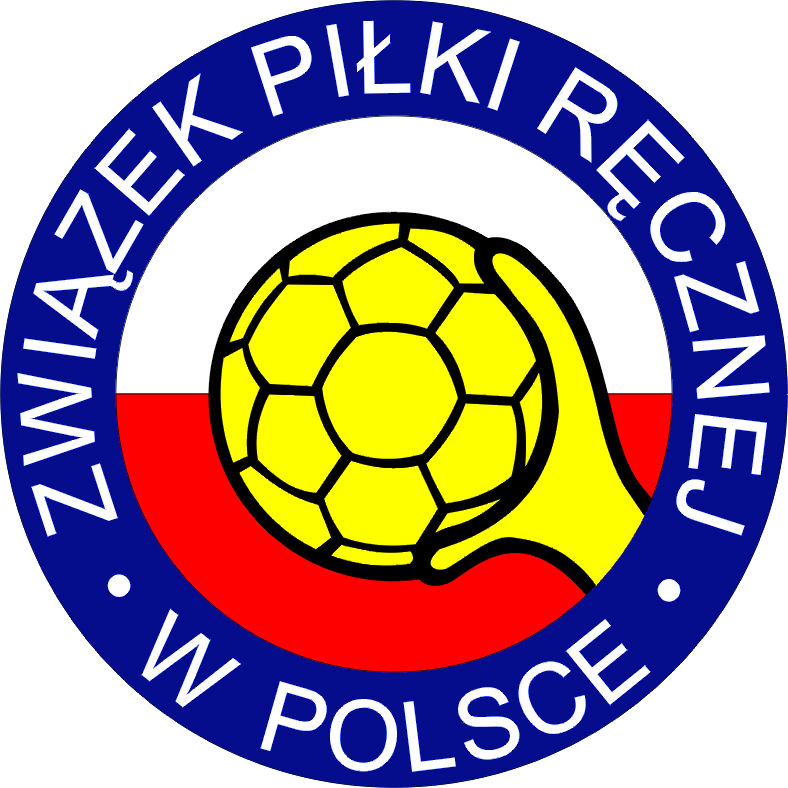 ZWIĄZEK PIŁKI RĘCZNEJ
• W POLSCE •